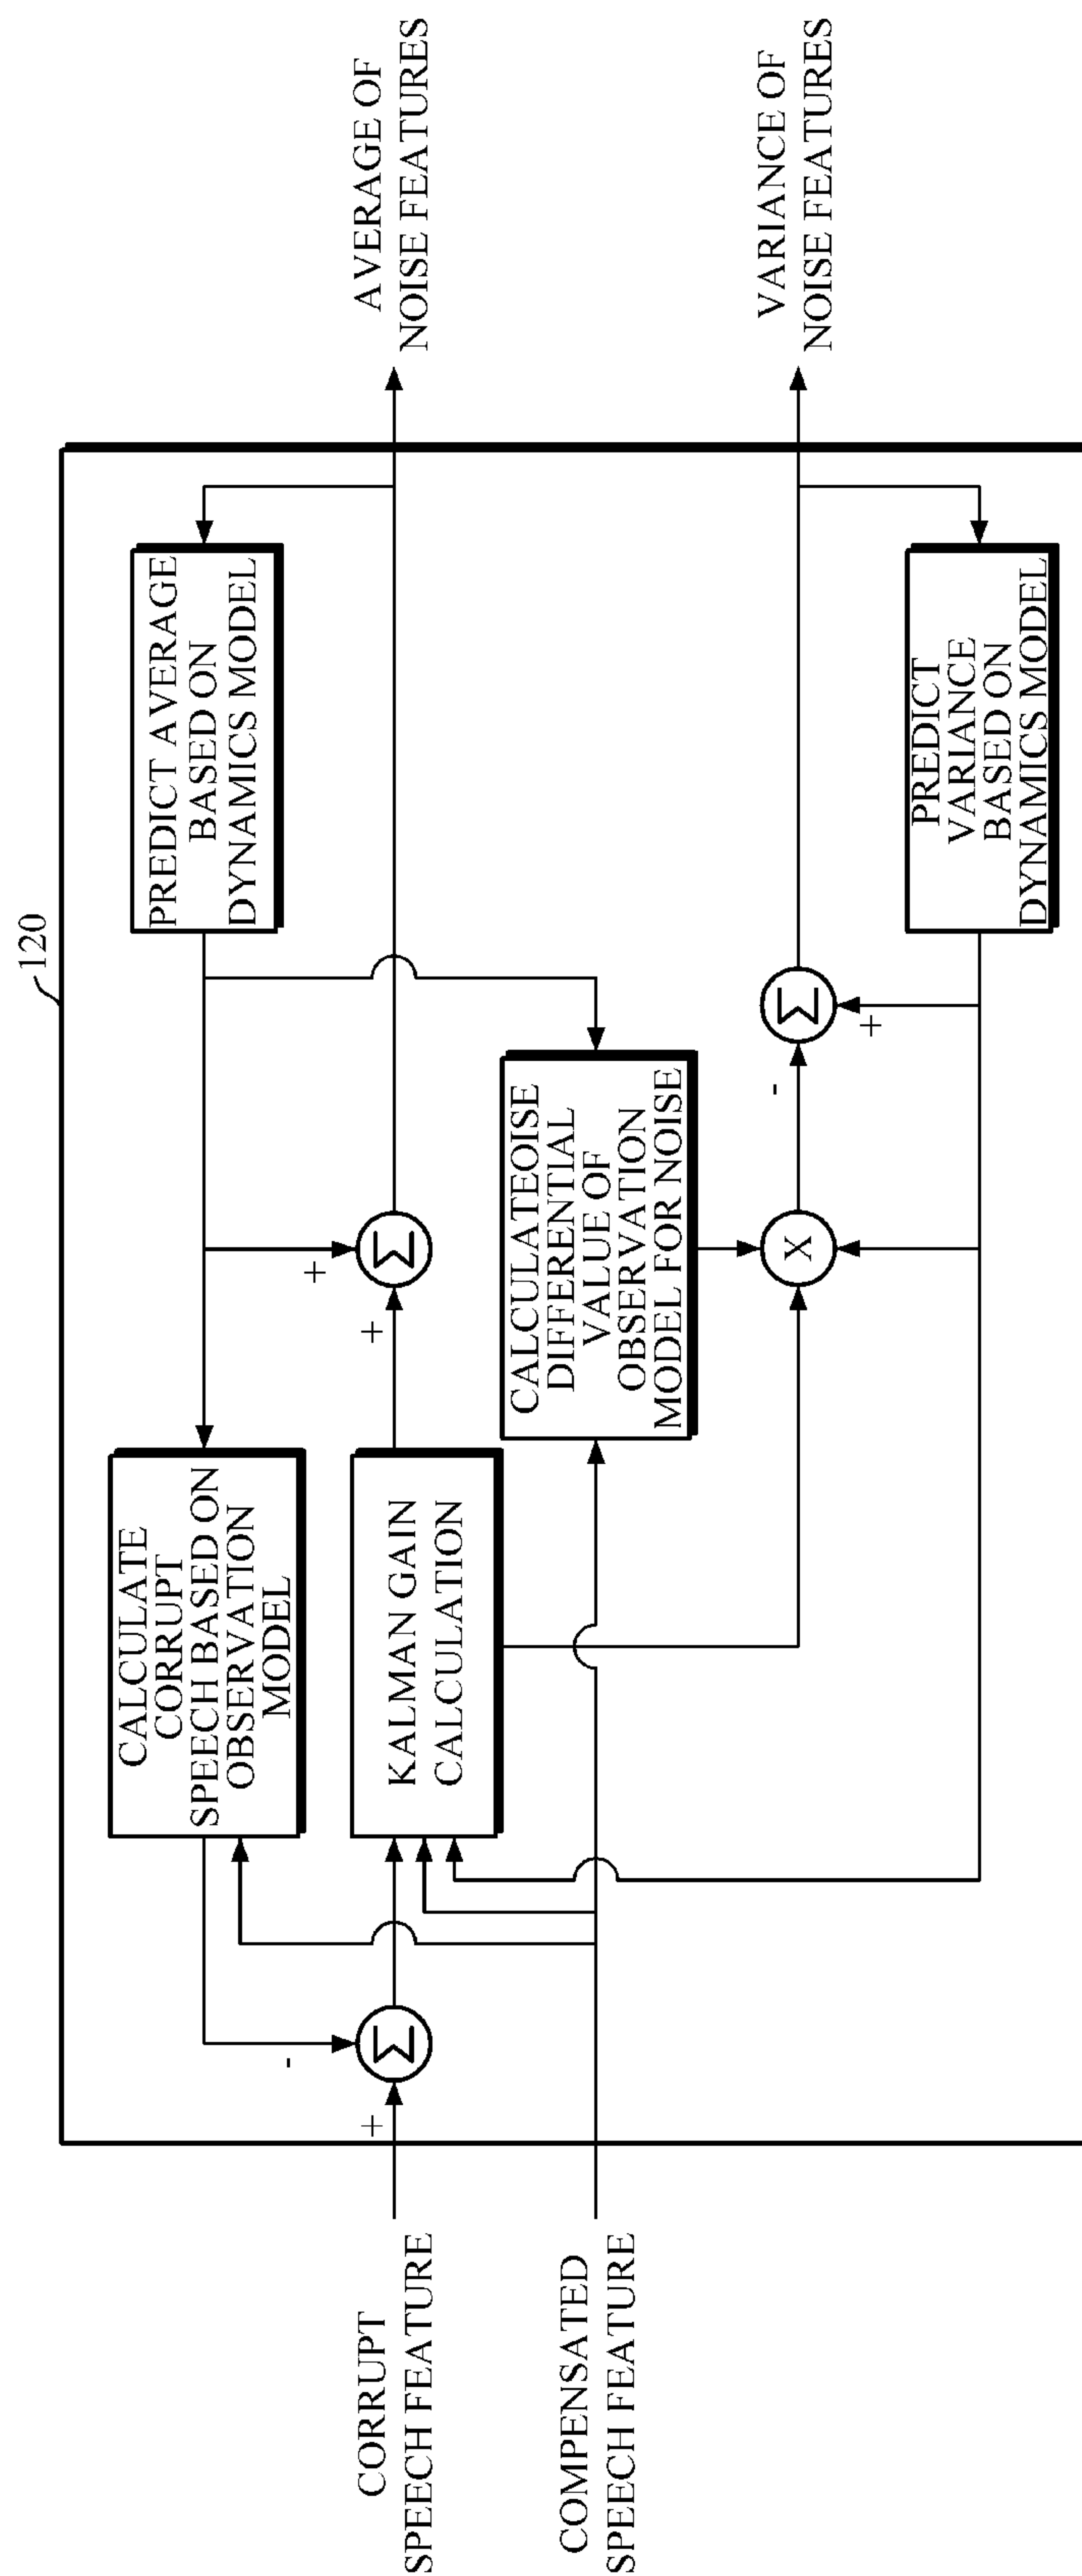 120
CORRUPT
SPEECH FEATURE
COMPENSATED
SPEECH FEATURE
+
-
Σ
CALCULATE
CORRUPT
SPEECH BASED ON
OBSERVATION
MODEL
KALMAN GAIN
CALCULATION
+
+
Σ
CALCULATEOISE
DIFFERENTIAL
VALUE OF
OBSERVATION
MODEL FOR NOISE
X
-
+
Σ
PREDICT AVERAGE
BASED ON
DYNAMICS MODEL
PREDICT
VARIANCE
BASED ON
DYNAMICS MODEL
AVERAGE OF
NOISE FEATURES
VARIANCE OF
NOISE FEATURES